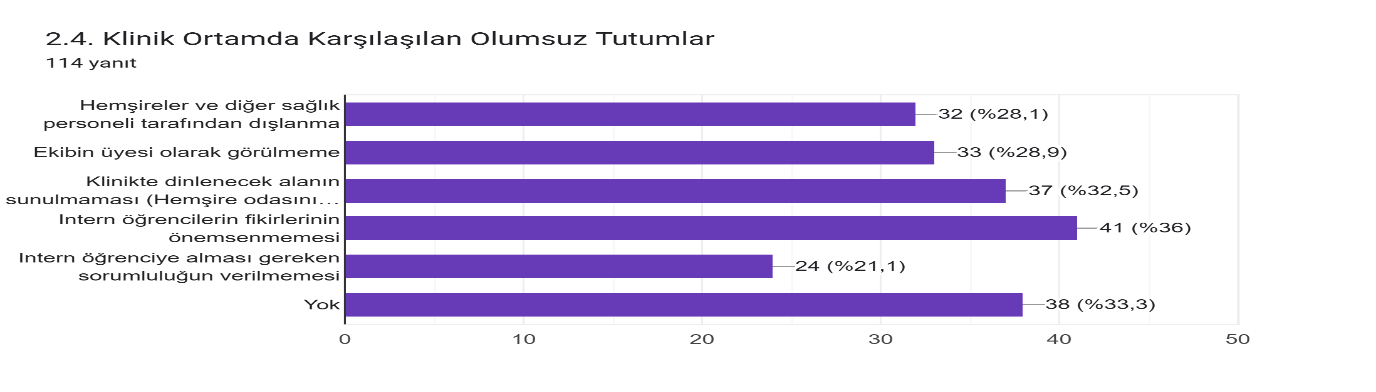 2.4. Klinik Ortamda Karşılaşılan Olumsuz Tutumlar
114 yanıt
Hemşireler ve diğer sağlık
personeli tarafından dışlanma
32 (%28,1)
Ekibin üyesi olarak görülmeme
33 (%28,9)
Klinikte dinlenecek alanın
sunulmaması (Hemşire odasını…
37 (%32,5)
Intern öğrencilerin fikirlerinin
önemsenmemesi
41 (%36)
Intern öğrenciye alması gereken
sorumluluğun verilmemesi
24 (%21,1)
Yok
38 (%33,3)
0 10 20 30 40 50